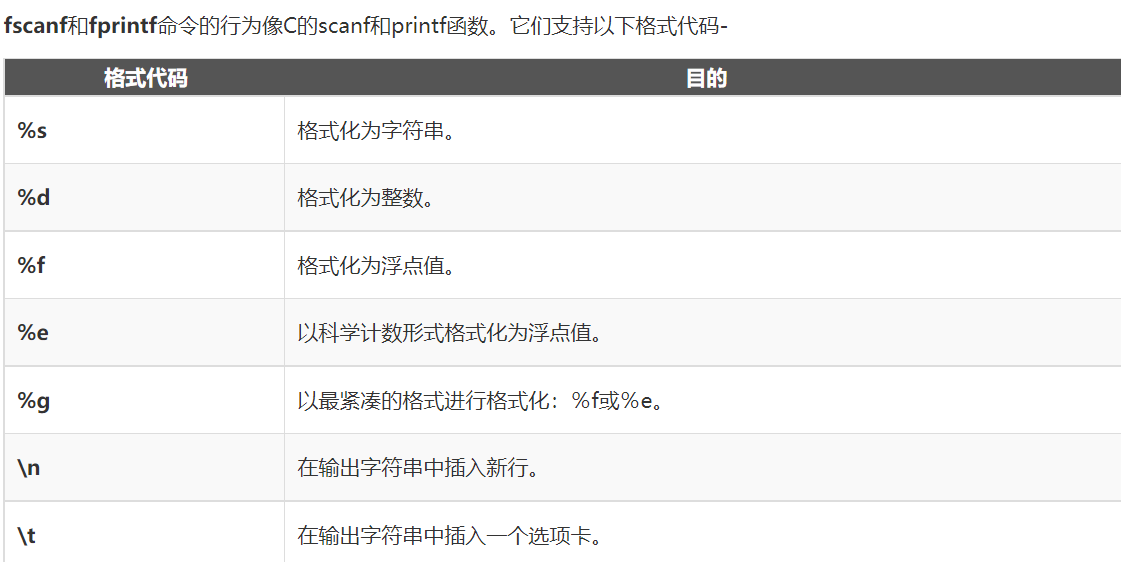 fscanf和fprintf命令的行为像C的scanf和printf函数。它们支持以下格式代码-
格式代码 目的
%s 格式化为字符串。
%d 格式化为整数。
%f 格式化为浮点值。
%e 以科学计数形式格式化为浮点值。
%g 以最紧凑的格式进行格式化：%f或%e。
\n 在输出字符串中插入新行。
\t 在输出字符串中插入一个选项卡。